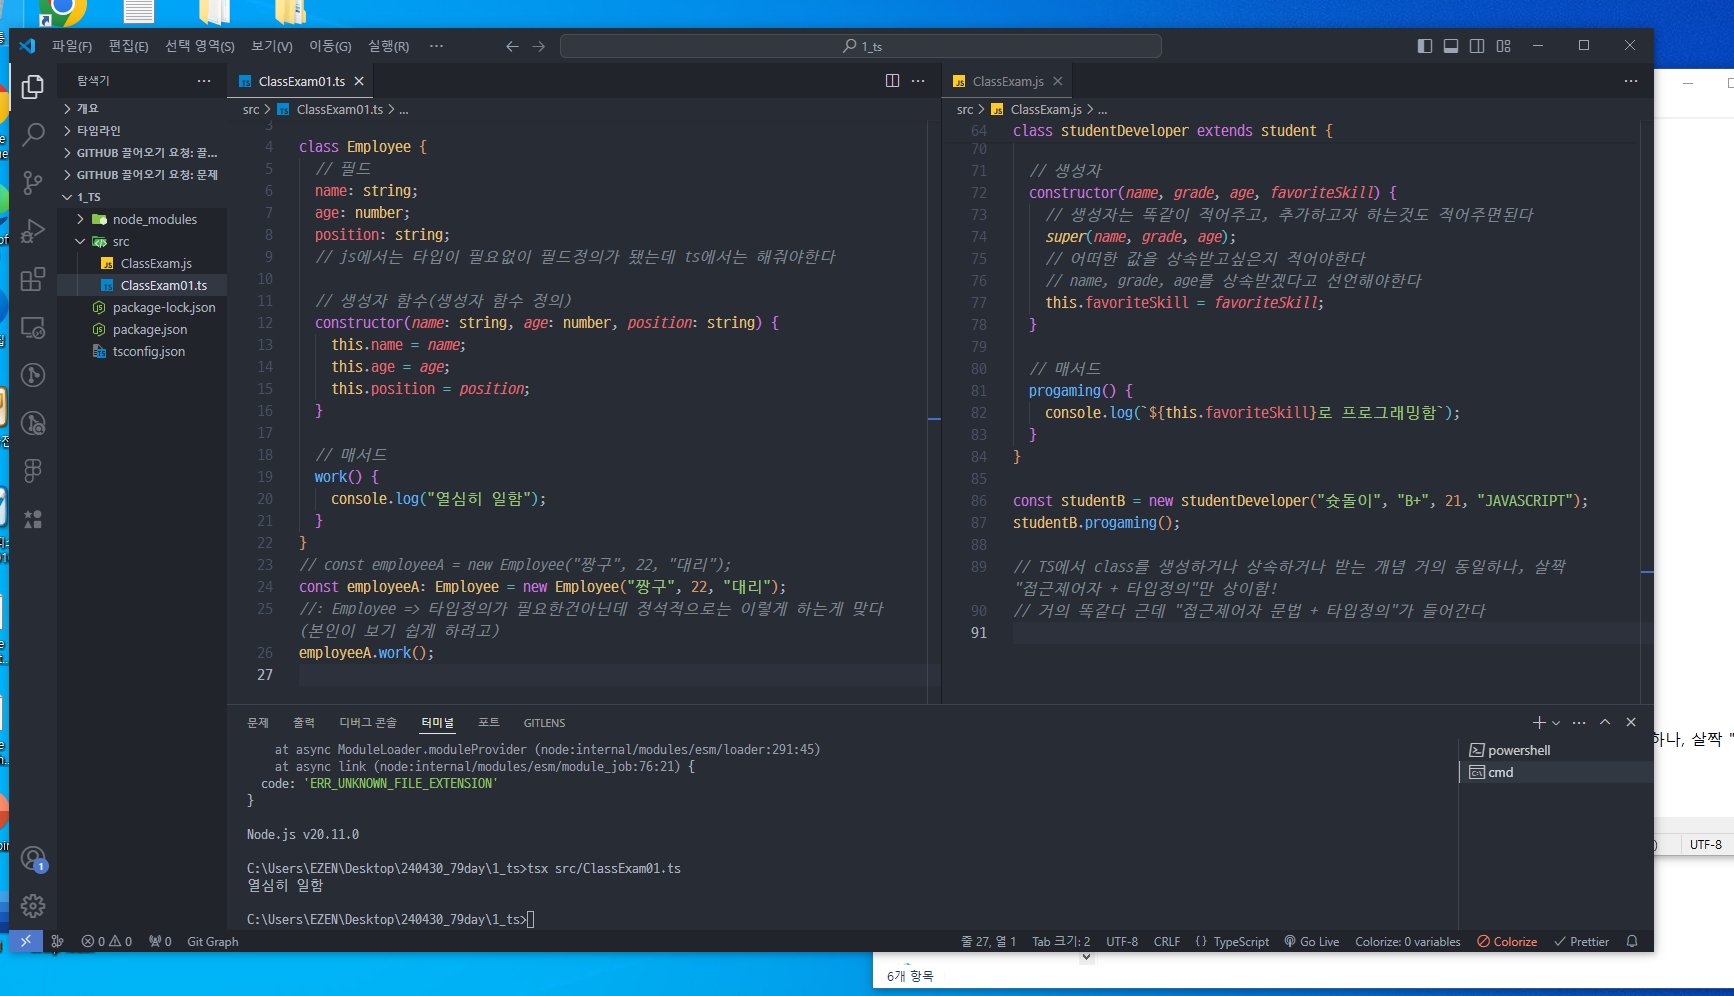 파일(F) 편집(E) 선택 영역(S) 보기(V) 이동(G) 실행(R) ···
1_ts
탐색기
개요
타임라인
GITHUB 끌어오기 요청: 끌...
GITHUB 끌어오기 요청: 문제
1_TS
node_modules
src
ClassExam.js
ClassExam01.ts
package-lock.json
package.json
tsconfig.json
ClassExam01.ts
src > ClassExam01.ts > ...
3
4 class Employee {
5 // 필드
6 name: string;
7 age: number;
8 position: string;
9 // js에서는 타입이 필요없이 필드정의가 됐는데 ts에서는 해줘야한다
10
11 // 생성자 함수(생성자 함수 정의)
12 constructor(name: string, age: number, position: string) {
13 this.name = name;
14 this.age = age;
15 this.position = position;
16 }
17
18 // 매서드
19 work() {
20 console.log("열심히 일함");
21 }
22 }
23 // const employeeA = new Employee("짱구", 22, "대리");
24 const employeeA: Employee = new Employee("짱구", 22, "대리");
25 //: Employee => 타입정의가 필요한건아닌데 정석적으로는 이렇게 하는게 맞다
(본인이 보기 쉽게 하려고)
26 employeeA.work();
27
ClassExam.js
src > ClassExam.js > ...
64 class studentDeveloper extends student {
70
71 // 생성자
72 constructor(name, grade, age, favoriteSkill) {
73 // 생성자는 똑같이 적어주고, 추가하고자 하는것도 적어주면된다
74 super(name, grade, age);
75 // 어떠한 값을 상속받고싶은지 적어야한다
76 // name, grade, age를 상속받겠다고 선언해야한다
77 this.favoriteSkill = favoriteSkill;
78 }
79
80 // 매서드
81 progaming() {
82 console.log(`${this.favoriteSkill}로 프로그래밍함`);
83 }
84 }
85
86 const studentB = new studentDeveloper("슛돌이", "B+", 21, "JAVASCRIPT");
87 studentB.progaming();
88
89 // TS에서 class를 생성하거나 상속하거나 받는 개념 거의 동일하나, 살짝
"접근제어자 + 타입정의"만 상이함!
90 // 거의 똑같다 근데 "접근제어자 문법 + 타입정의"가 들어간다
91
문제 출력 디버그 콘솔 터미널 포트 GITLENS
at async ModuleLoader.moduleProvider (node:internal/modules/esm/loader:291:45)
at async link (node:internal/modules/esm/module_job:76:21) {
code: 'ERR_UNKNOWN_FILE_EXTENSION'
}
Node.js v20.11.0
C:\Users\EZEN\Desktop\240430_79day\1_ts>tsx src/ClassExam01.ts
열심히 일함
C:\Users\EZEN\Desktop\240430_79day\1_ts>
powershell
cmd
하나, 살짝 "
UTF-8
1
0 0 0 Git Graph
줄 27, 열 1 Tab 크기: 2 UTF-8 CRLF {} TypeScript Go Live Colorize: 0 variables Colorize Prettier
6개 항목